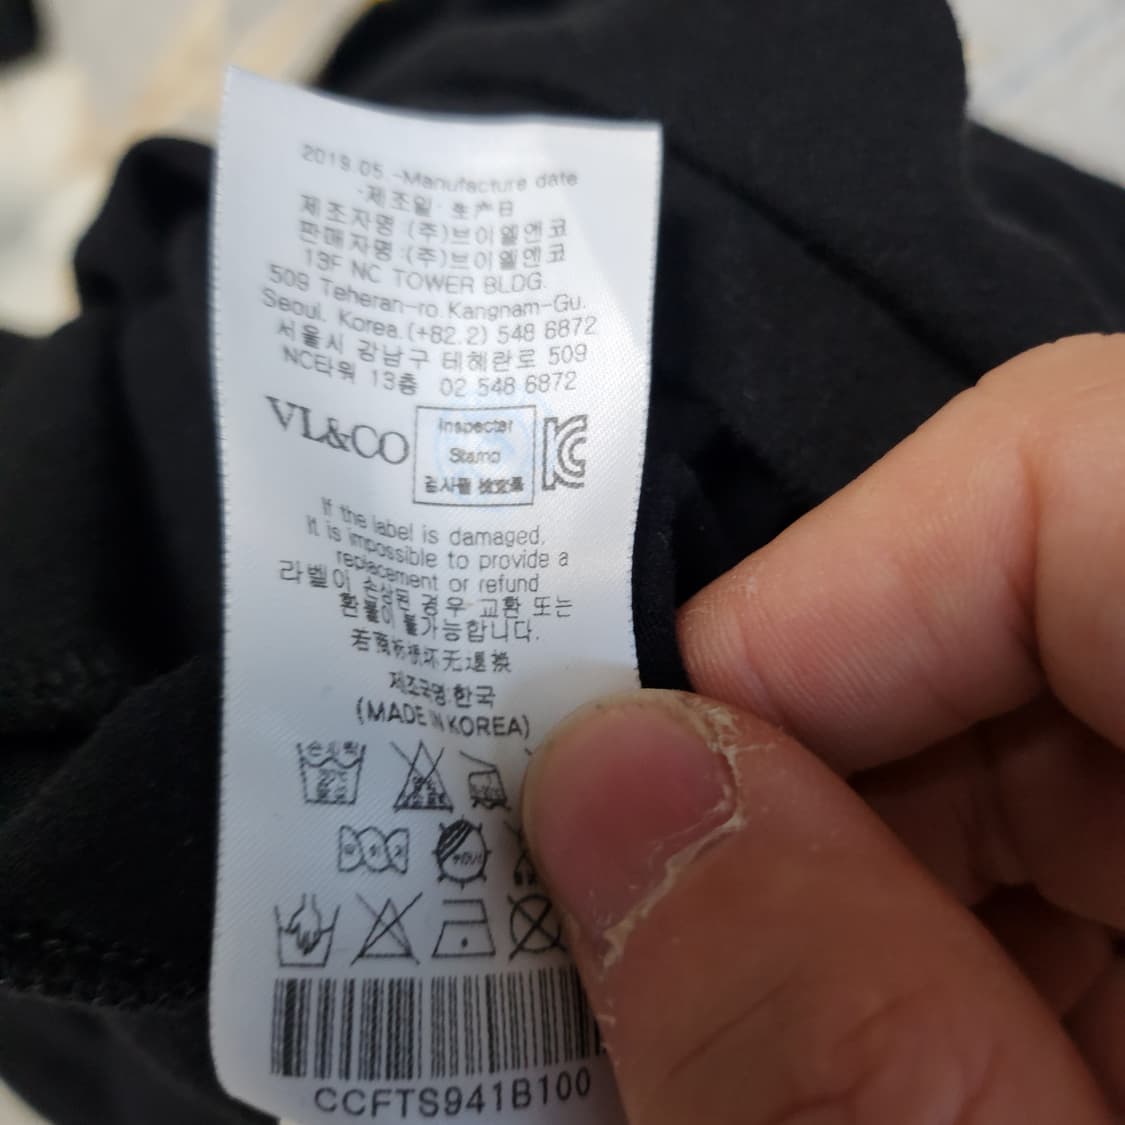 2019.05.-Manufacture date
·제조일·生产日
제조자명:(주)브이엘엔코
판매자명:(주)브이엘엔코
13F NC TOWER BLDG.
509 Teheran-ro.Kangnam-Gu.
Seoul. Korea.(+82.2) 548 6872
서울시 강남구 테헤란로 509
NC타워 13층 02 548 6872
VL&CO
Inspecter
Stamp
검사필
If the label is damaged,
It is impossible to provide a
replacement or refund
라벨이 손상된 경우 교환 또는
환불이 불가능합니다.
제조국명:한국
(MADE IN KOREA)
손세탁
CCFTS941B100